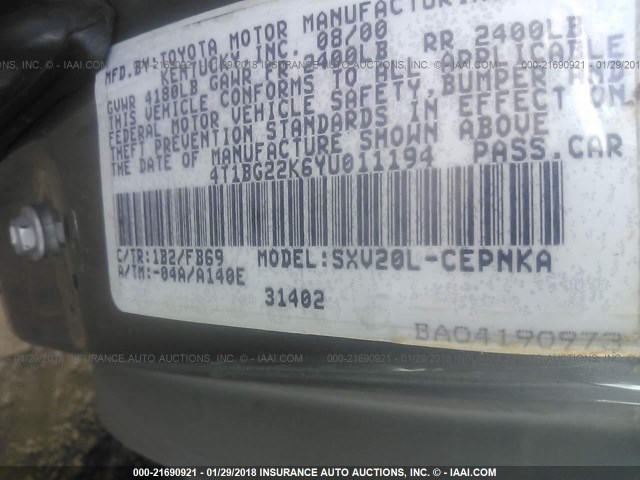 MFD. BY TOYOTA MOTOR MANUFACTURING
KENTUCKY INC. 08/00
GVWR 4180LB GAWR FR 2400LB RR 2400LB
THIS VEHICLE CONFORMS TO ALL APPLICABLE
FEDERAL MOTOR VEHICLE SAFETY, BUMPER, AND
THEFT PREVENTION STANDARDS IN EFFECT ON
THE DATE OF MANUFACTURE SHOWN ABOVE
4T1BG22K6YU011194 PASS.CAR
C/TR:1B2/FB69 MODEL:SXV20L-CEPNKA
A/TM:-04A/A140E
31402
BA04190973
000-21690921 - 01/29/2018 INSURANCE AUTO AUCTIONS, INC. - © - IAAI.COM